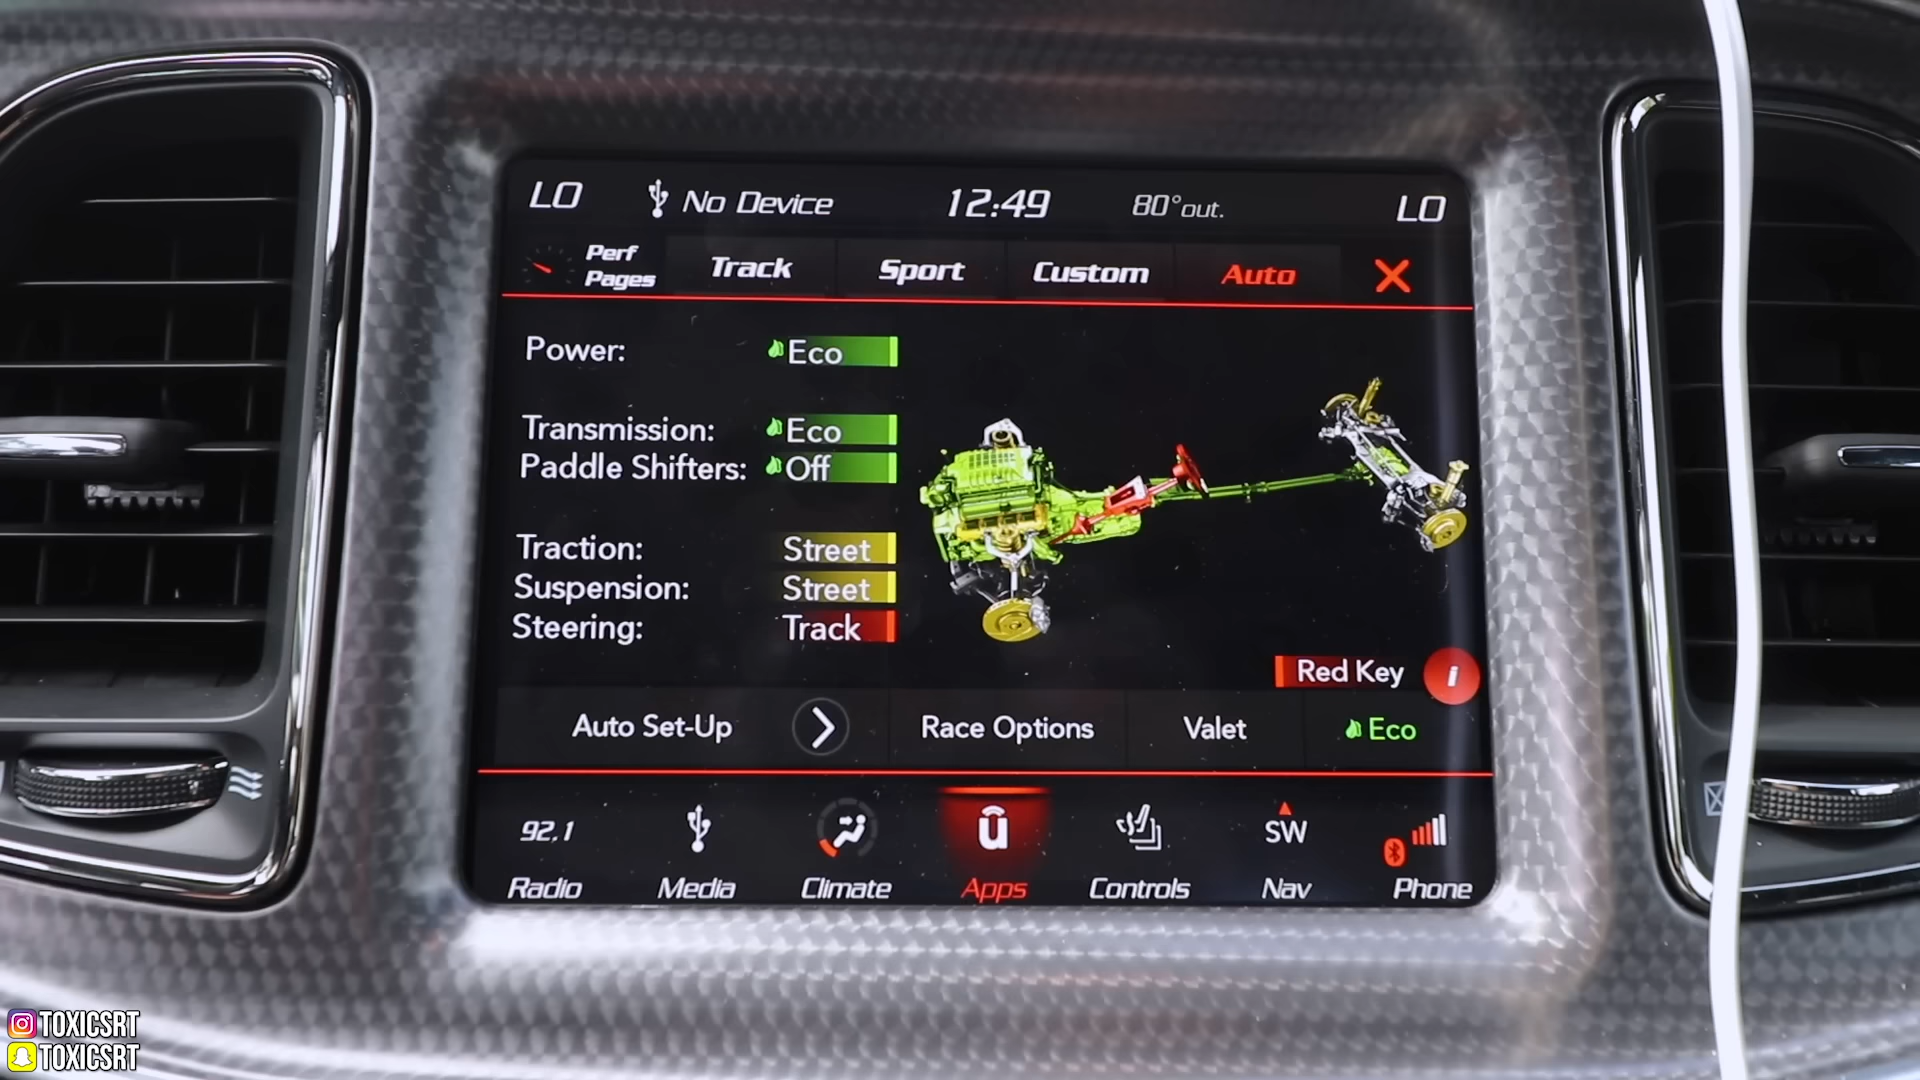 LO No Device 12:49 80°out. LO
Perf Pages Track Sport Custom Auto
Power: Eco
Transmission: Eco
Paddle Shifters: Off
Traction: Street
Suspension: Street
Steering: Track
Red Key i
Auto Set-Up Race Options Valet Eco
92.1 SW
Radio Media Climate Apps Controls Nav Phone
TOXICSRT
TOXICSRT